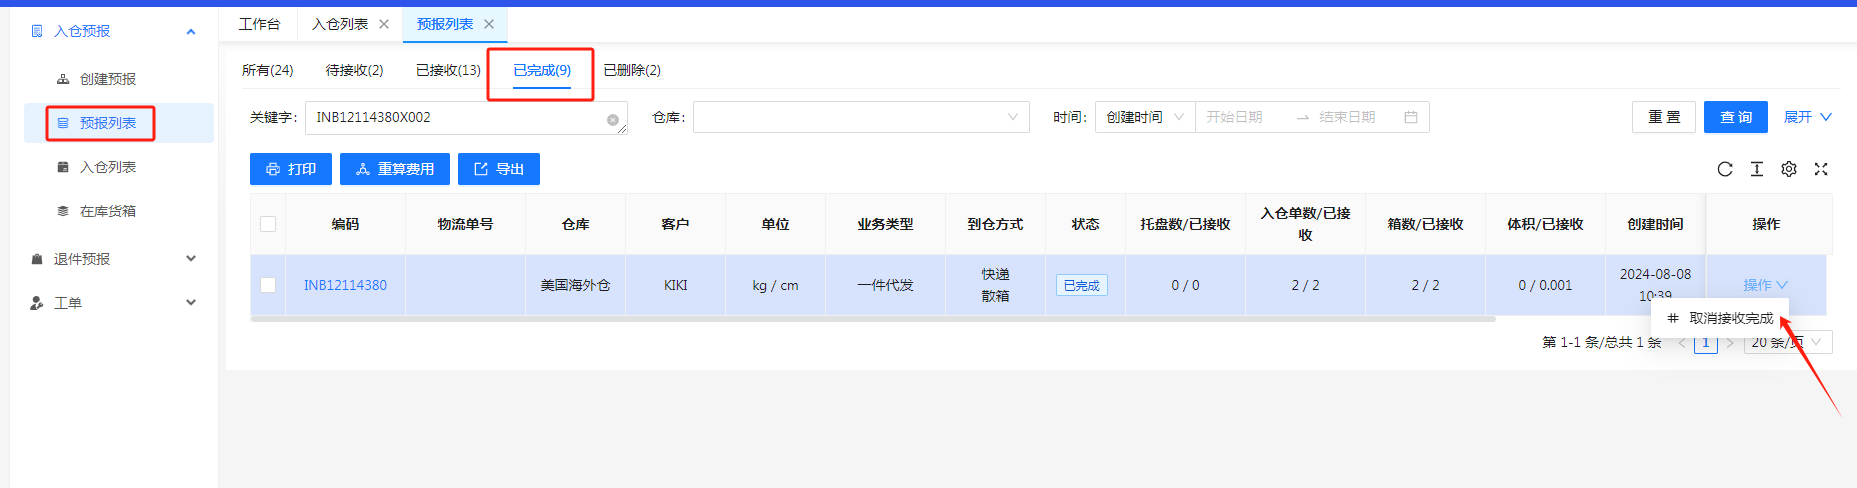 入仓预报
创建预报
预报列表
入仓列表
在库货箱
退件预报
工单
工作台 入仓列表 预报列表
所有(24) 待接收(2) 已接收(13) 已完成(9) 已删除(2)
关键字: INB12114380X002 仓库: 时间: 创建时间 开始日期 结束日期 重 置 查 询 展开
打印 重算费用 导出
编码 物流单号 仓库 客户 单位 业务类型 到仓方式 状态 托盘数/已接收 入仓单数/已接收 箱数/已接收 体积/已接收 创建时间 操作
INB12114380 美国海外仓 KIKI kg / cm 一件代发 快递 散箱 已完成 0 / 0 2 / 2 2 / 2 0 / 0.001 2024-08-08 10:39 操作
取消接收完成
第 1-1 条/总共 1 条 1 20 条/页